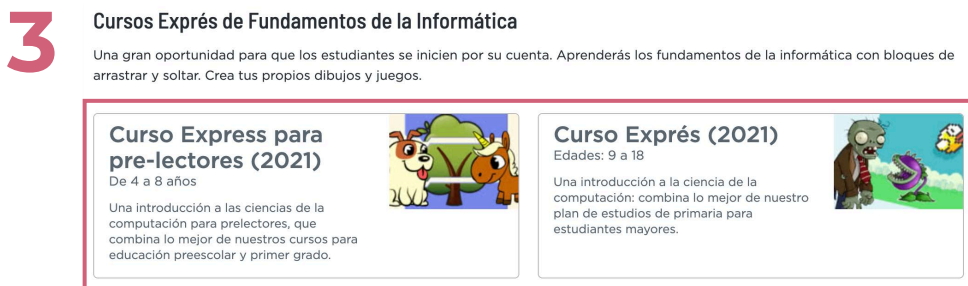 3
Cursos Exprés de Fundamentos de la Informática
Una gran oportunidad para que los estudiantes se inicien por su cuenta. Aprenderás los fundamentos de la informática con bloques de
arrastrar y soltar. Crea tus propios dibujos y juegos.
Curso Express para
pre-lectores (2021)
De 4 a 8 años
Una introducción a las ciencias de la
computación para prelectores, que
combina lo mejor de nuestros cursos para
educación preescolar y primer grado.
Curso Exprés (2021)
Edades: 9 a 18
Una introducción a la ciencia de la
computación: combina lo mejor de nuestro
plan de estudios de primaria para
estudiantes mayores.